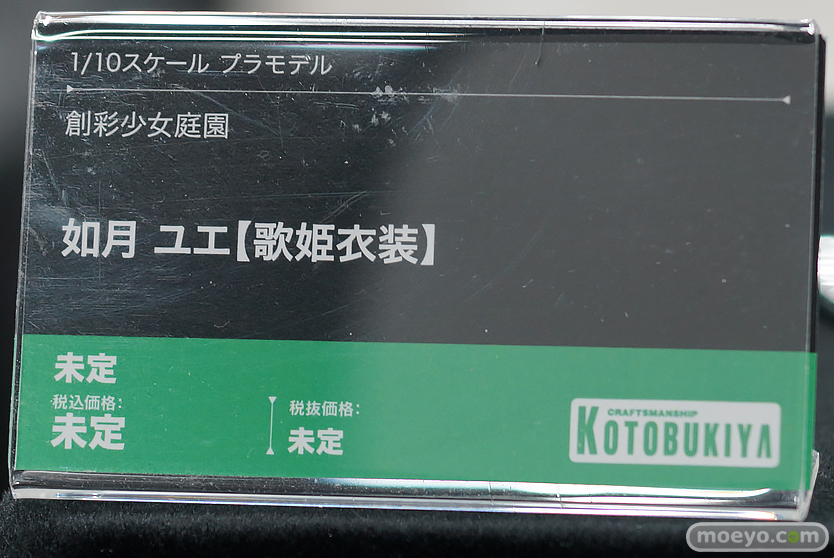 1/10スケール プラモデル
創彩少女庭園
如月 ユエ【歌姫衣装】
未定
税込価格:
未定
税抜価格:
未定
CRAFTSMANSHIP
KOTOBUKIYA
moeyo.com